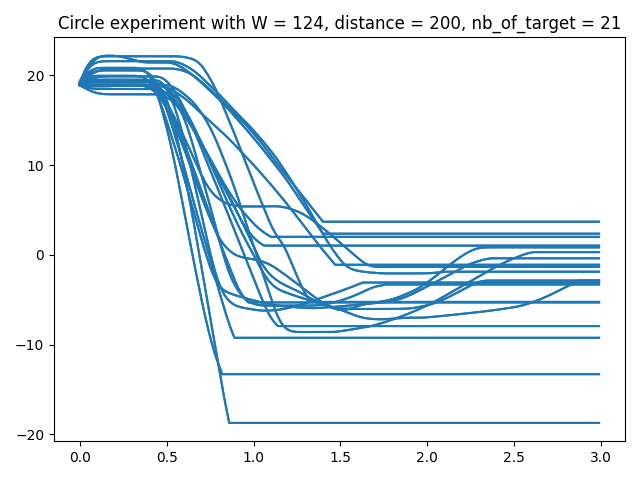 Circle experiment with W = 124, distance = 200, nb_of_target = 21
20
10
0
−10
−20
0.0 0.5 1.0 1.5 2.0 2.5 3.0